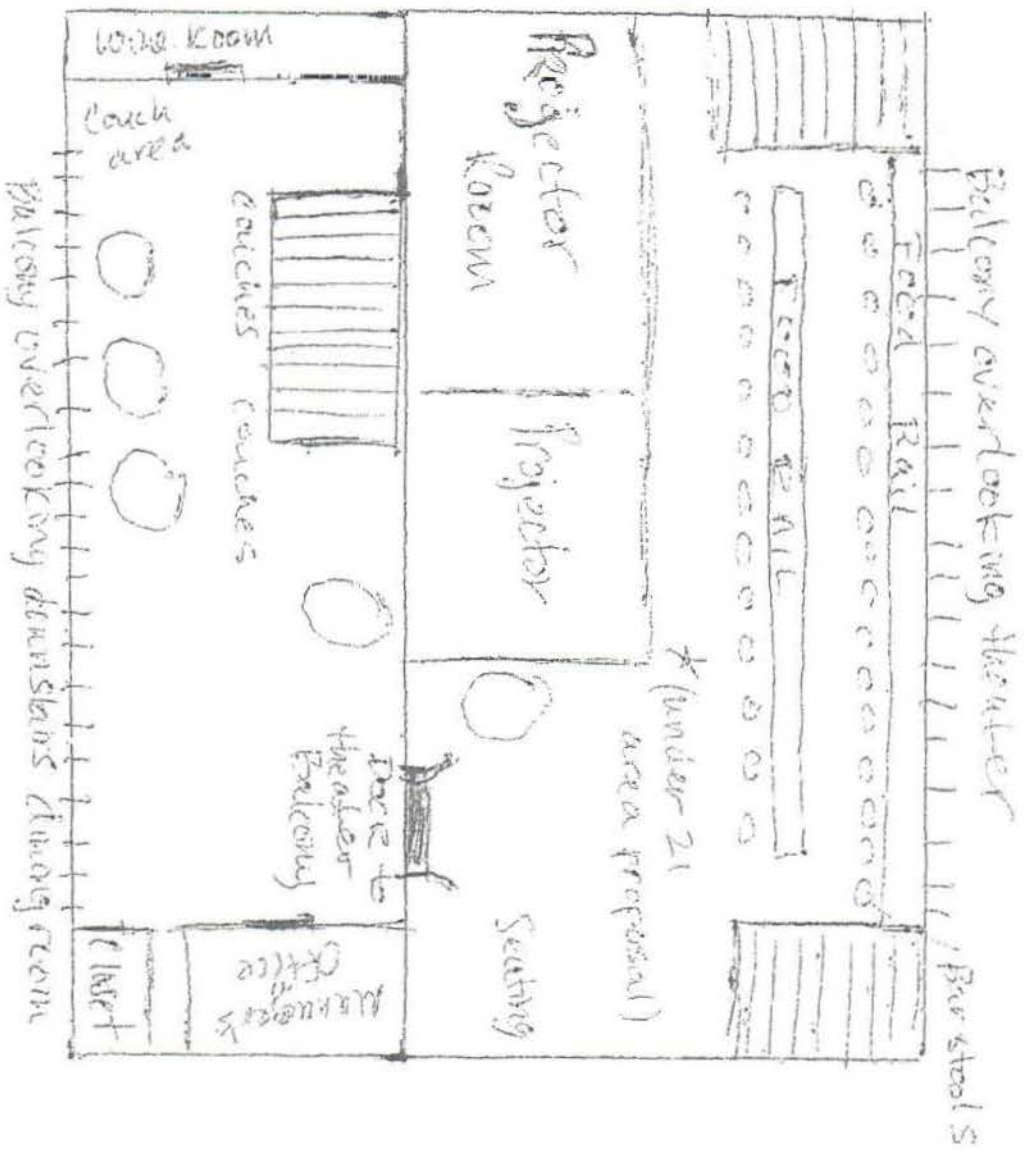 Balcony overlooking theater
/ Bar stools
Food Rail
Food RAIL
* (under 21
area proposal)
Seating
PRojector
Room
Projector
Door to
theater
Balcony
Room
Couch
area
couches couches
Manager's
Office
Closet
Balcony overlooking downstairs dining room